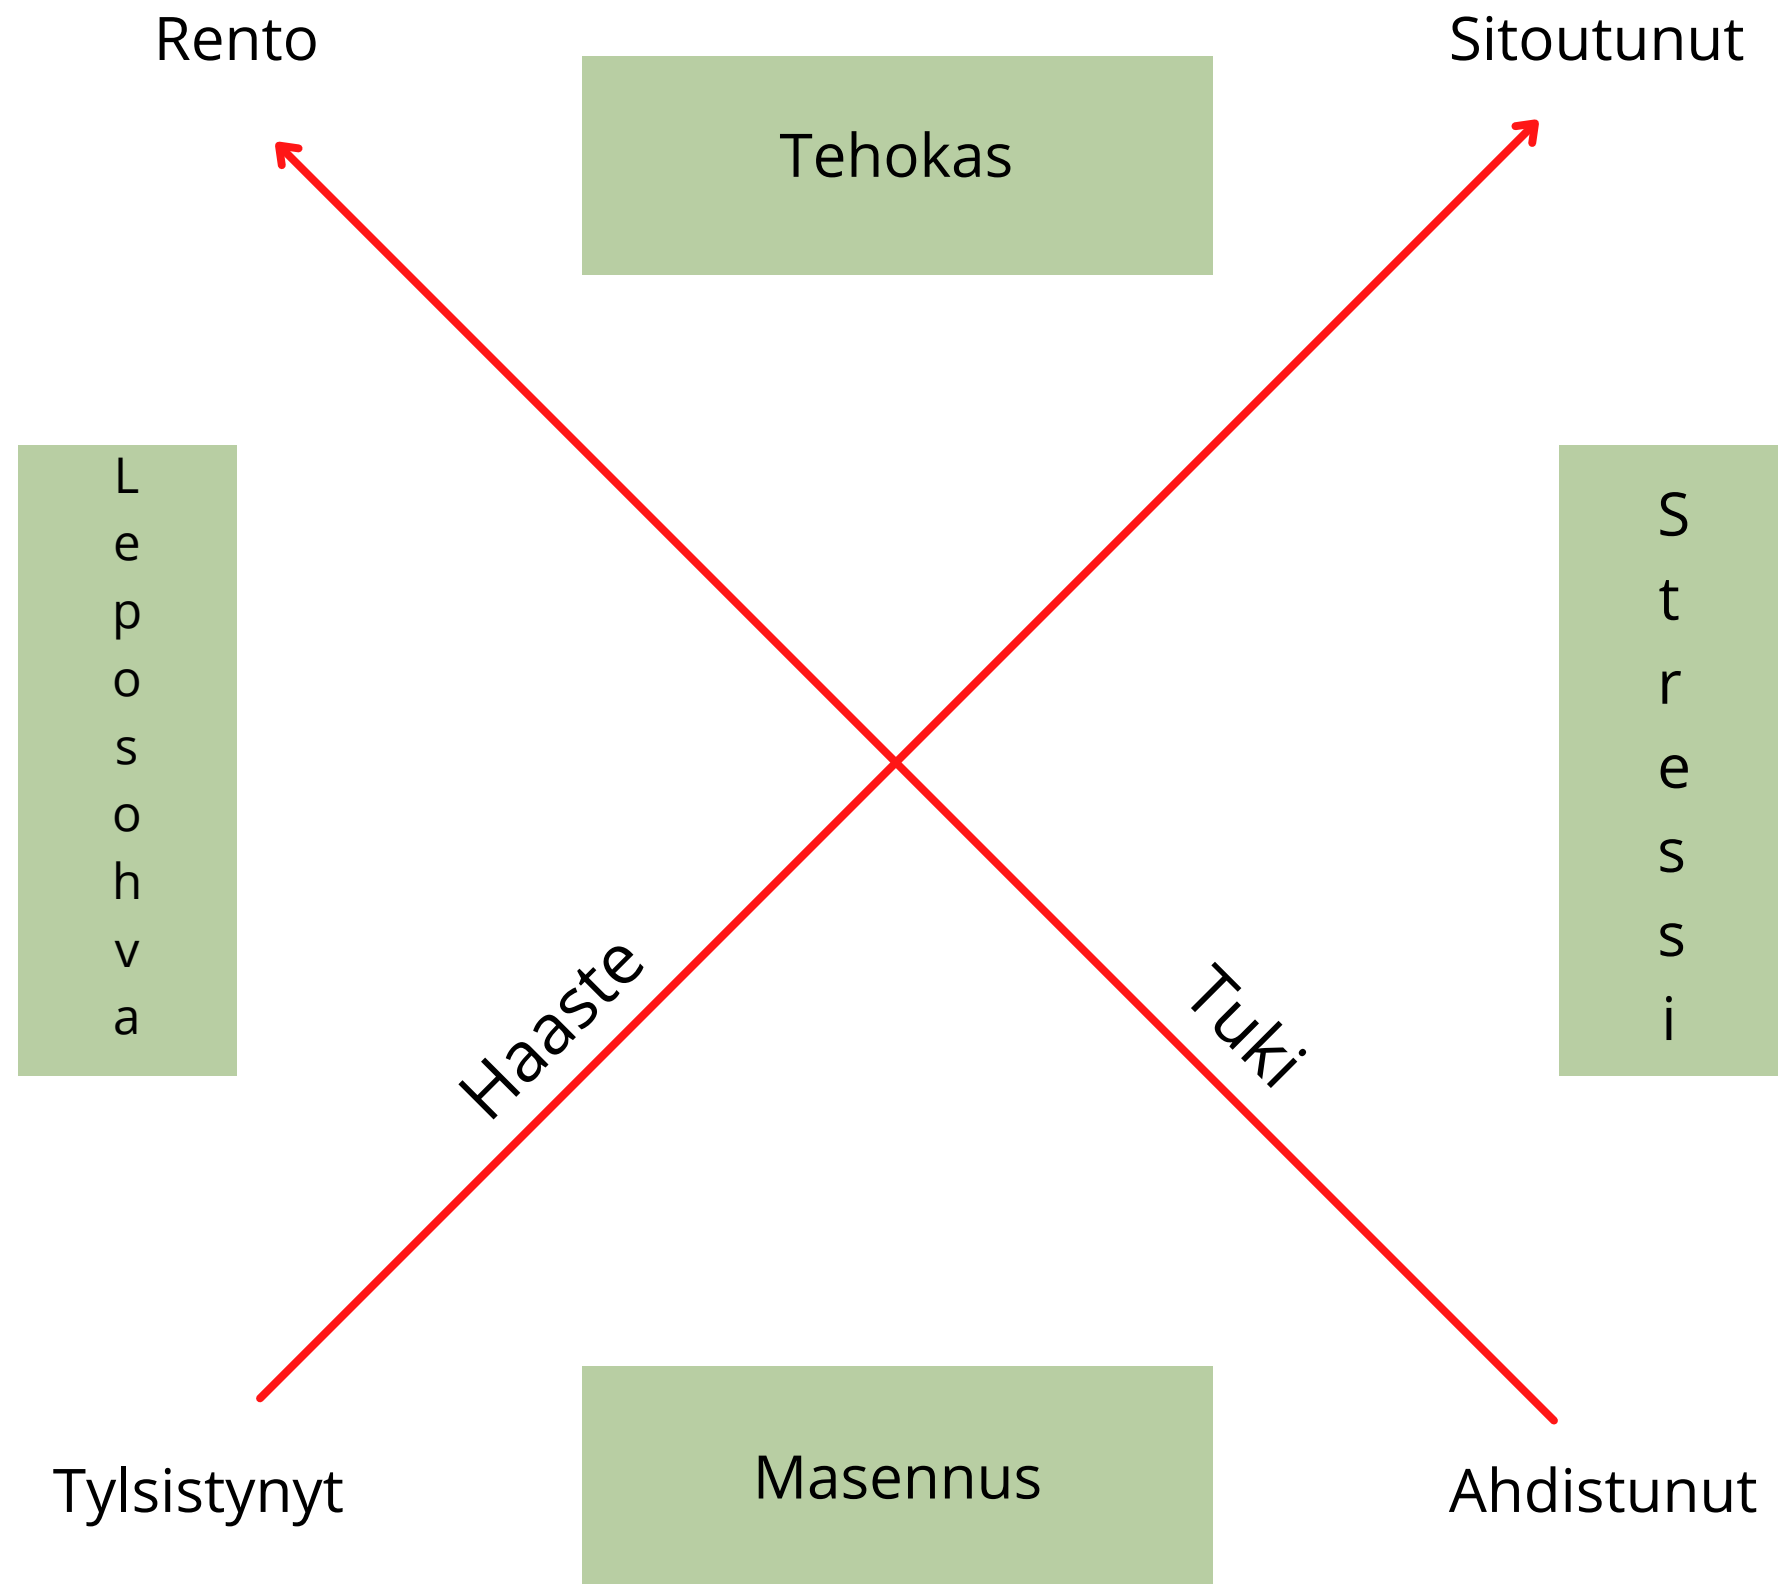 Rento
Sitoutunut
Tehokas
Leposohva
Stressi
Haaste
Tuki
Tylsistynyt
Masennus
Ahdistunut